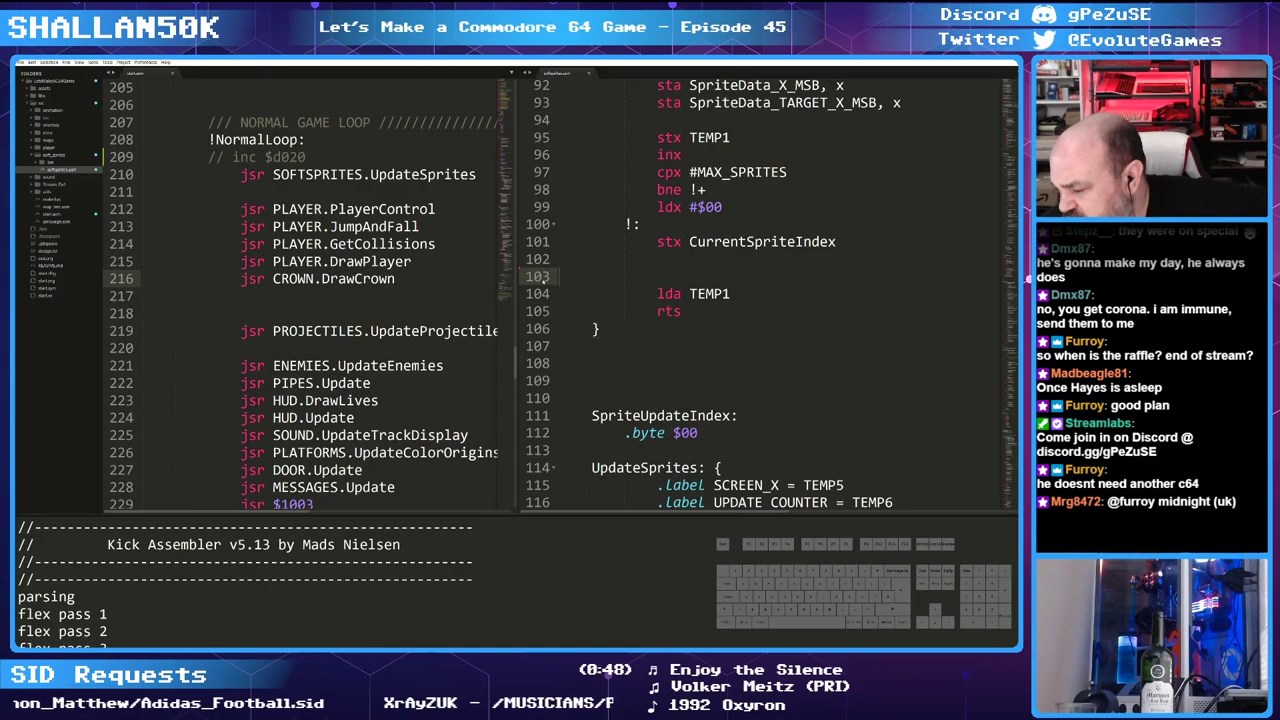 SHALLAN50K
Let's Make a Commodore 64 Game - Episode 45
Discord gPeZuSE
Twitter @EvoluteGames
FOLDERS
205
206
207 /// NORMAL GAME LOOP ///////////////
208 !NormalLoop:
209 // inc $d020
210 jsr SOFTSPRITES.UpdateSprites
211
212 jsr PLAYER.PlayerControl
213 jsr PLAYER.JumpAndFall
214 jsr PLAYER.GetCollisions
215 jsr PLAYER.DrawPlayer
216 jsr CROWN.DrawCrown
217
218
219 jsr PROJECTILES.UpdateProjectile
220
221 jsr ENEMIES.UpdateEnemies
222 jsr PIPES.Update
223 jsr HUD.DrawLives
224 jsr HUD.Update
225 jsr SOUND.UpdateTrackDisplay
226 jsr PLATFORMS.UpdateColorOrigins
227 jsr DOOR.Update
228 jsr MESSAGES.Update
229 jsr $1003
92 sta SpriteData_X_MSB, x
93 sta SpriteData_TARGET_X_MSB, x
94
95 stx TEMP1
96 inx
97 cpx #MAX_SPRITES
98 bne !+
99 ldx #$00
100 !:
101 stx CurrentSpriteIndex
102
103
104 lda TEMP1
105 rts
106 }
107
108
109
110
111 SpriteUpdateIndex:
112 .byte $00
113
114 UpdateSprites: {
115 .label SCREEN_X = TEMP5
116 .label UPDATE_COUNTER = TEMP6
//------------------------------------------------------
// Kick Assembler v5.13 by Mads Nielsen
//------------------------------------------------------
//------------------------------------------------------
parsing
flex pass 1
flex pass 2
Stepz__: they were on special
Dmx87:
he's gonna make my day, he always
does
Dmx87:
no, you get corona. i am immune,
send them to me
Furroy:
so when is the raffle? end of stream?
Madbeagle81:
Once Hayes is asleep
Furroy: good plan
Streamlabs:
Come join in on Discord @
discord.gg/gPeZuSE
Furroy:
he doesnt need another c64
Mrg8472: @furroy midnight (uk)
SID Requests
on_Matthew/Adidas_Football.sid
XrAyZUK - /MUSICIANS/P
(0:48) ♫ Enjoy the Silence
♫ Volker Meitz (PRI)
♪ 1992 Oxyron